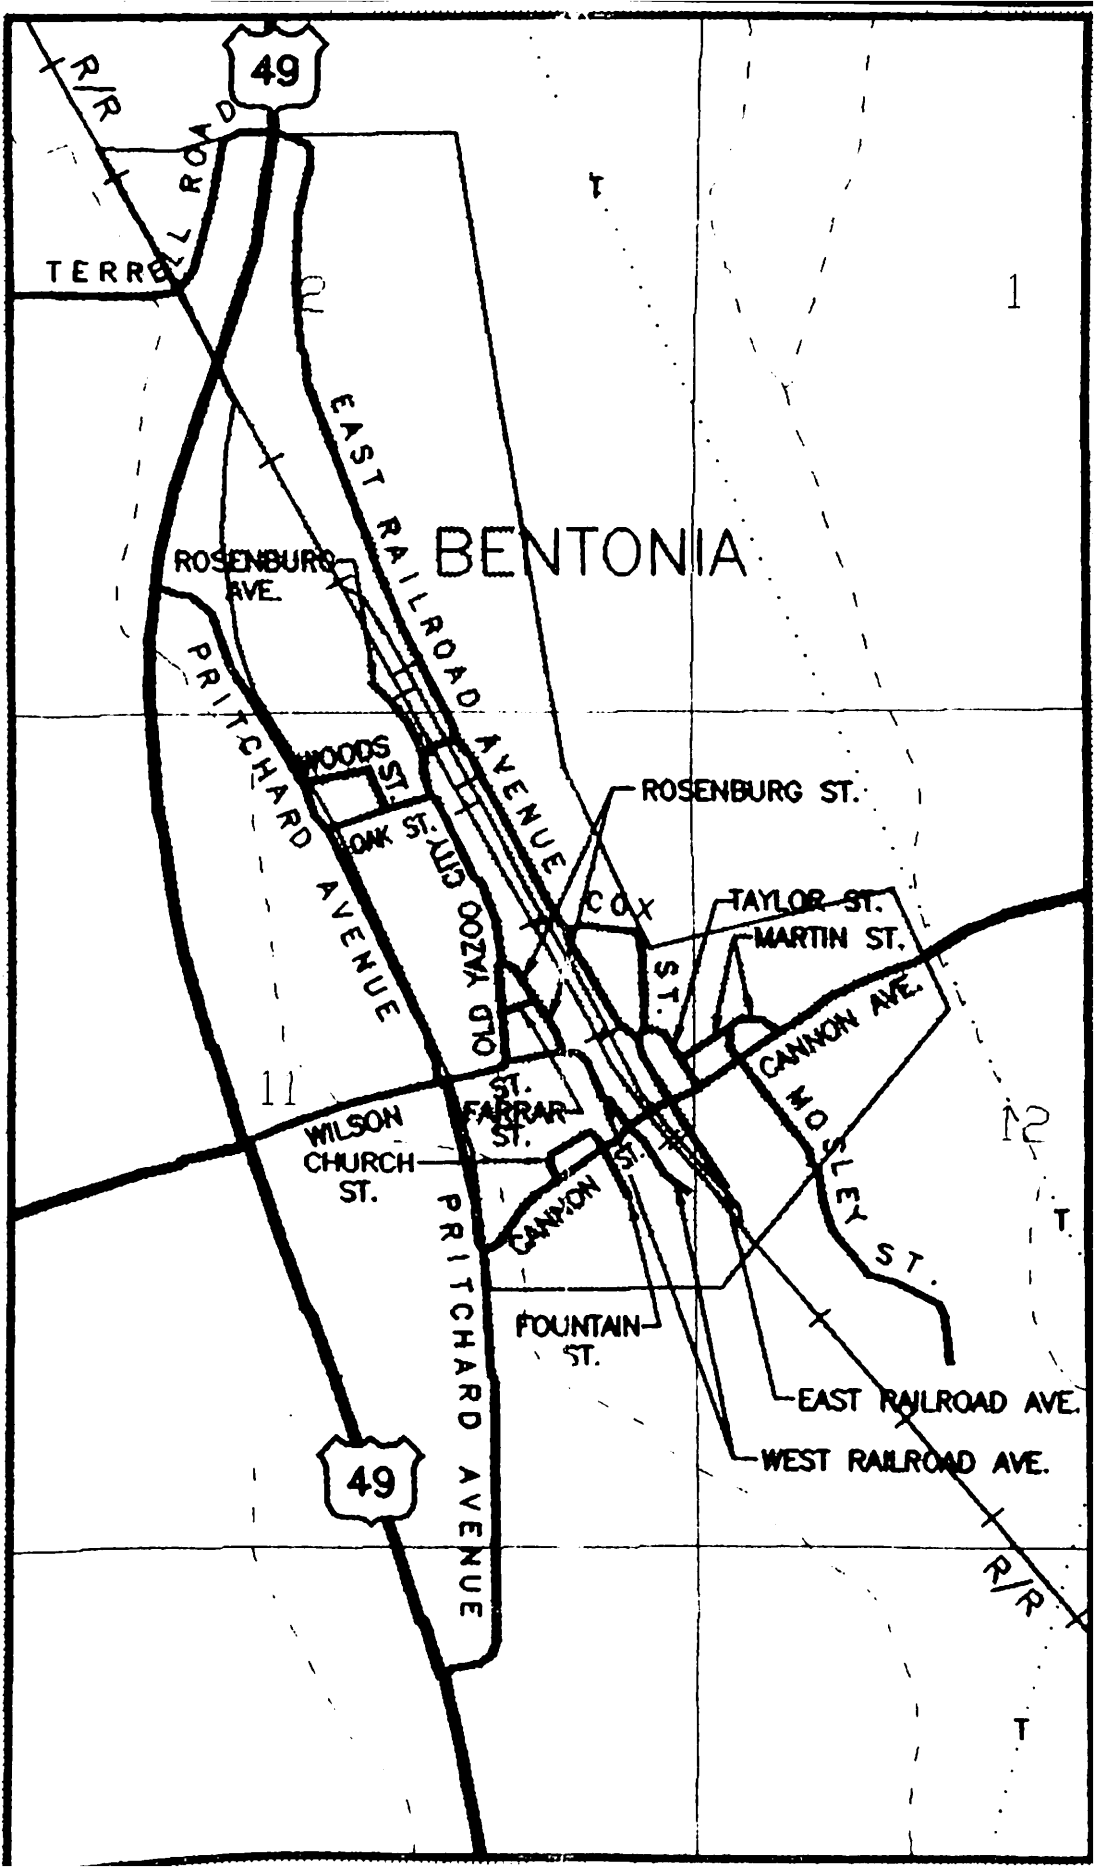 49
R/R
TERRELL ROAD
2
1
EAST RAILROAD AVENUE
BENTONIA
ROSENBURG
AVE.
PRITCHARD AVENUE
WOODS
ST.
ROSENBURG ST.
OAK ST.
OLD YAZOO CITY
COX ST.
TAYLOR ST.
MARTIN ST.
CANNON AVE.
11
ST.
FARRAR
ST.
WILSON
CHURCH
ST.
MOSLEY ST.
12
CANNON ST.
T
T
PRITCHARD AVENUE
FOUNTAIN
ST.
EAST RAILROAD AVE.
WEST RAILROAD AVE.
49
R/R
T